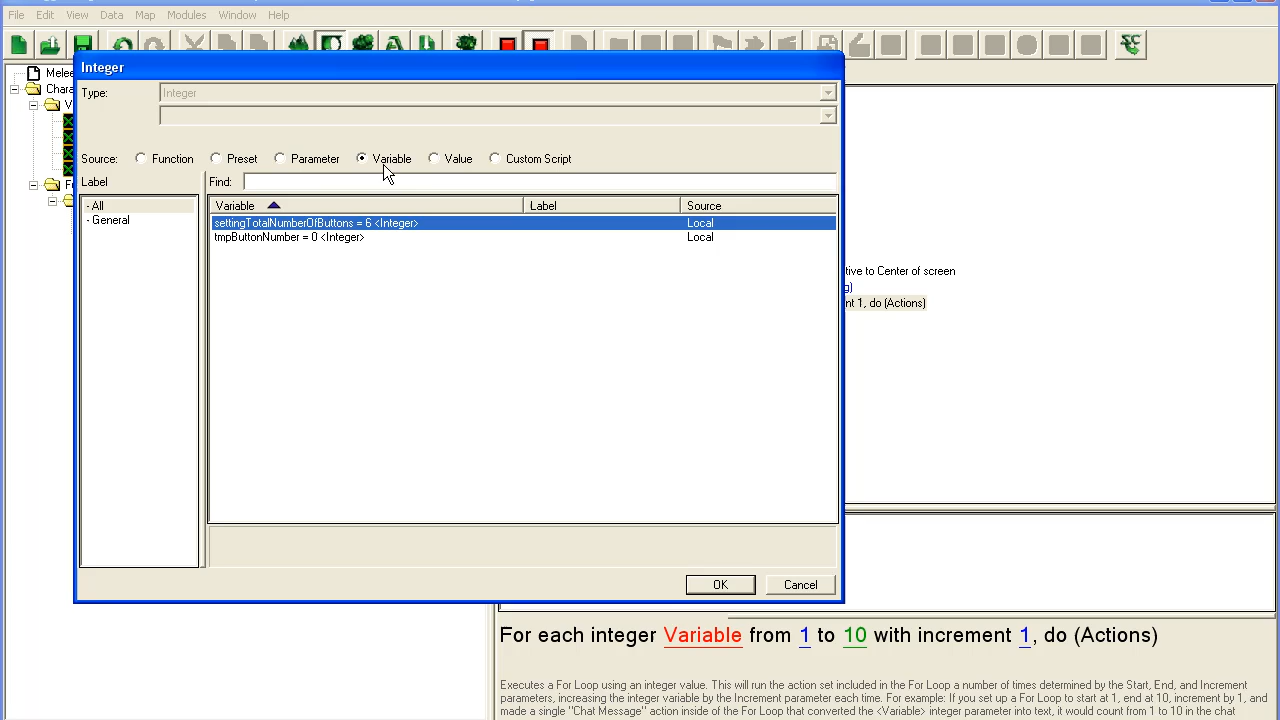 File Edit View Data Map Modules Window Help
Integer
Melee
Chara
V
F
Type: Integer
Source: Function Preset Parameter Variable Value Custom Script
Label
Find:
- All
- General
Variable Label Source
settingTotalNumberOfButtons = 6 <Integer> Local
tmpButtonNumber = 0 <Integer> Local
tive to Center of screen
g)
nt 1, do (Actions)
OK Cancel
For each integer Variable from 1 to 10 with increment 1, do (Actions)
Executes a For Loop using an integer value. This will run the action set included in the For Loop a number of times determined by the Start, End, and Increment
parameters, increasing the integer variable by the Increment parameter each time. For example: If you set up a For Loop to start at 1, end at 10, increment by 1, and
made a single "Chat Message" action inside of the For Loop that converted the <Variable> integer parameter into text, it would count from 1 to 10 in the chat